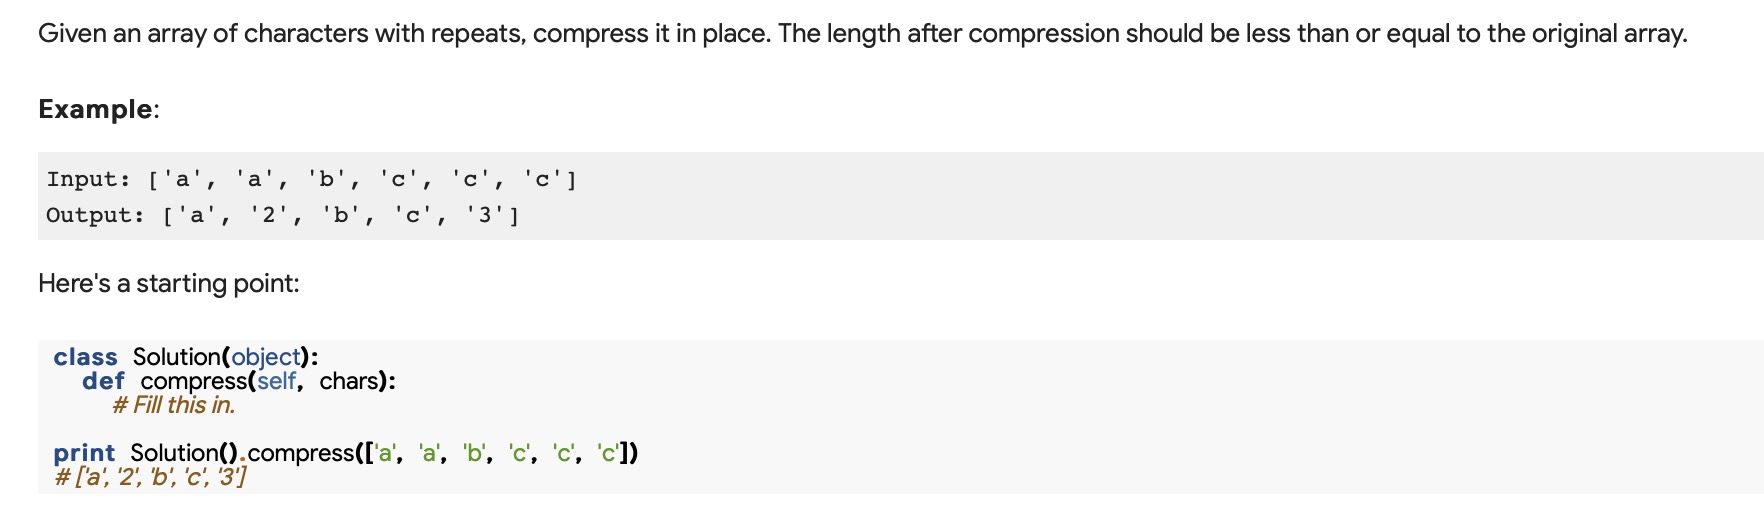 Given an array of characters with repeats, compress it in place. The length after compression should be less than or equal to the original array.
Example:
Input: ['a', 'a', 'b', 'c', 'c', 'c']
Output: ['a', '2', 'b', 'c', '3']
Here's a starting point:
class Solution(object):
def compress(self, chars):
# Fill this in.
print Solution().compress(['a', 'a', 'b', 'c', 'c', 'c'])
# ['a', '2', 'b', 'c', '3']